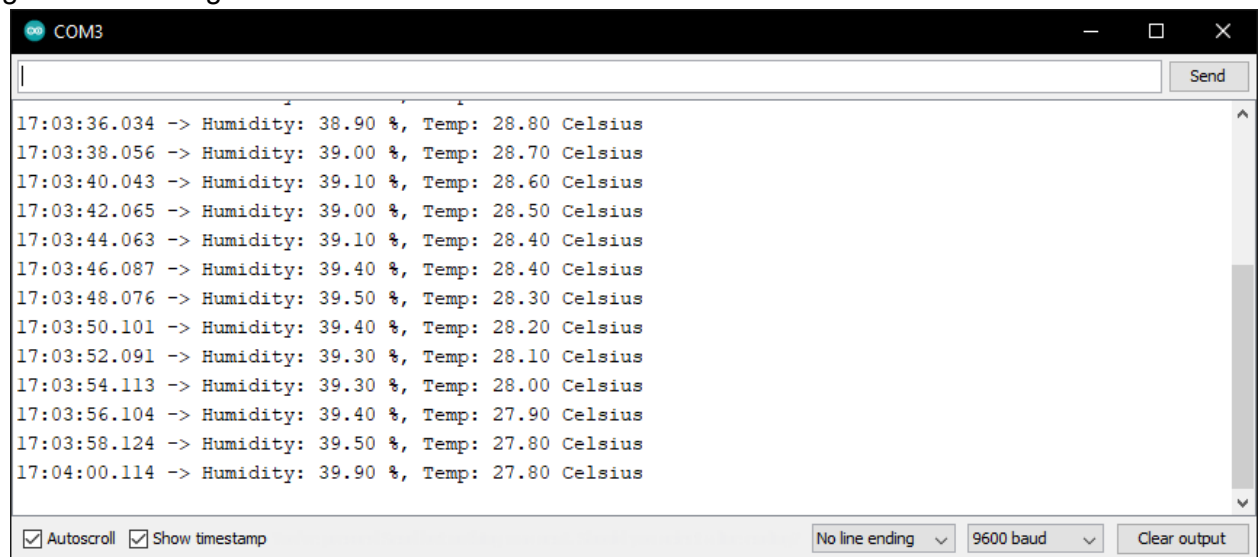 COM3
Send
17:03:36.034 -> Humidity: 38.90 %, Temp: 28.80 Celsius
17:03:38.056 -> Humidity: 39.00 %, Temp: 28.70 Celsius
17:03:40.043 -> Humidity: 39.10 %, Temp: 28.60 Celsius
17:03:42.065 -> Humidity: 39.00 %, Temp: 28.50 Celsius
17:03:44.063 -> Humidity: 39.10 %, Temp: 28.40 Celsius
17:03:46.087 -> Humidity: 39.40 %, Temp: 28.40 Celsius
17:03:48.076 -> Humidity: 39.50 %, Temp: 28.30 Celsius
17:03:50.101 -> Humidity: 39.40 %, Temp: 28.20 Celsius
17:03:52.091 -> Humidity: 39.30 %, Temp: 28.10 Celsius
17:03:54.113 -> Humidity: 39.30 %, Temp: 28.00 Celsius
17:03:56.104 -> Humidity: 39.40 %, Temp: 27.90 Celsius
17:03:58.124 -> Humidity: 39.50 %, Temp: 27.80 Celsius
17:04:00.114 -> Humidity: 39.90 %, Temp: 27.80 Celsius
Autoscroll Show timestamp No line ending 9600 baud Clear output